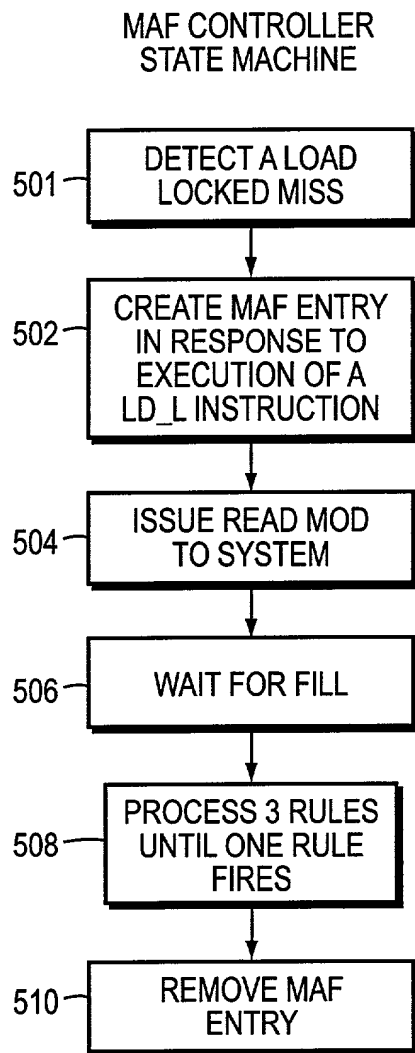 MAF CONTROLLER
STATE MACHINE
501
DETECT A LOAD
LOCKED MISS
502
CREATE MAF ENTRY
IN RESPONSE TO
EXECUTION OF A
LD_L INSTRUCTION
504
ISSUE READ MOD
TO SYSTEM
506
WAIT FOR FILL
508
PROCESS 3 RULES
UNTIL ONE RULE
FIRES
510
REMOVE MAF
ENTRY